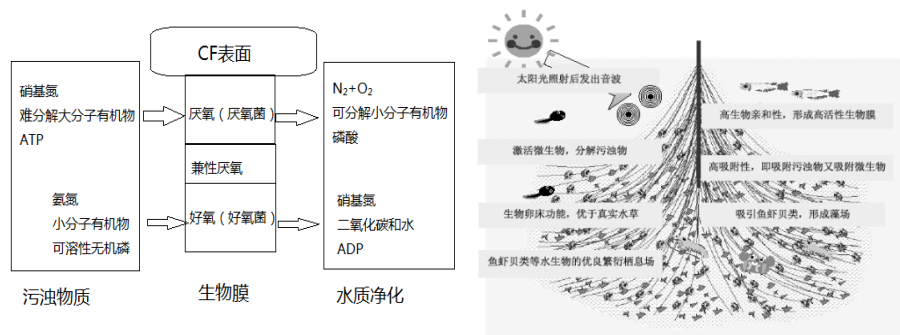 CF表面
硝基氮
难分解大分子有机物
ATP
氨氮
小分子有机物
可溶性无机磷
污浊物质
厌氧（厌氧菌）
兼性厌氧
好氧（好氧菌）
生物膜
N₂+O₂
可分解小分子有机物
磷酸
硝基氮
二氧化碳和水
ADP
水质净化
太阳光照射后发出音波
激活微生物，分解污浊物
生物卵床功能，优于真实水草
鱼虾贝类等水生物的优良繁衍栖息场
高生物亲和性，形成高活性生物膜
高吸附性，即吸附污浊物又吸附微生物
吸引鱼虾贝类，形成藻场